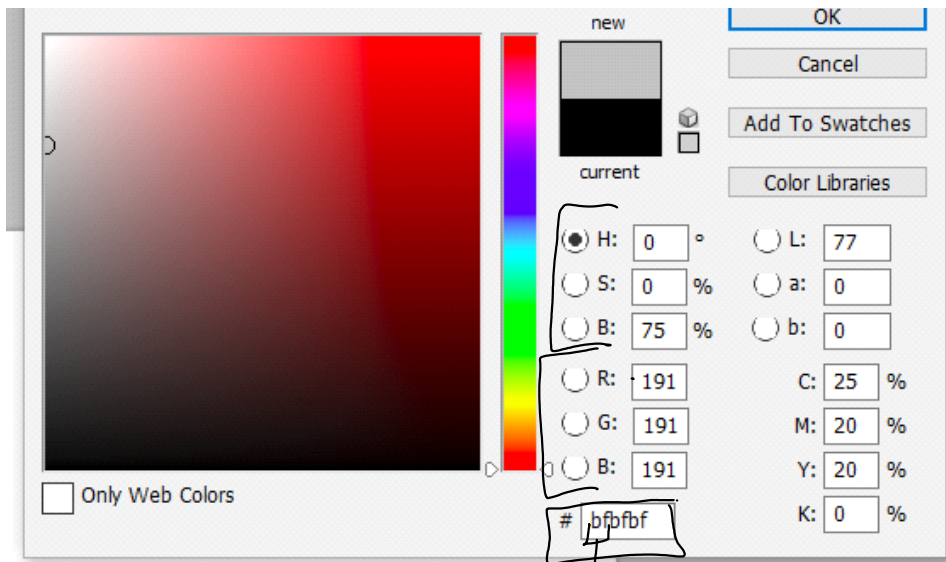 new
OK
Cancel
Add To Swatches
current
Color Libraries
H: 0 °
L: 77
S: 0 %
a: 0
B: 75 %
b: 0
R: 191
C: 25 %
G: 191
M: 20 %
B: 191
Y: 20 %
Only Web Colors
# bfbfbf
K: 0 %